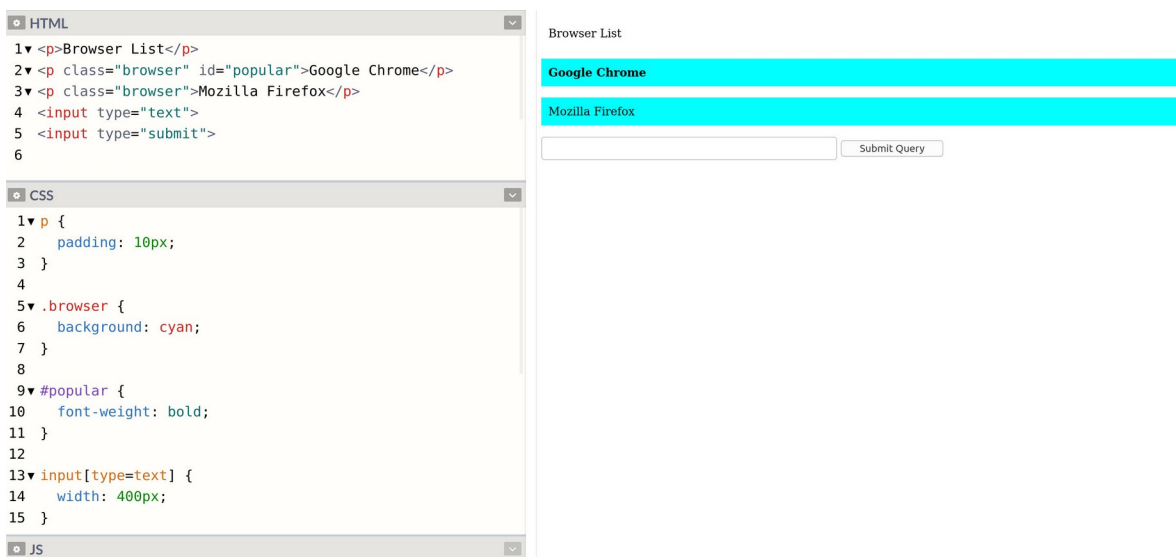 HTML
1 <p>Browser List</p>
2 <p class="browser" id="popular">Google Chrome</p>
3 <p class="browser">Mozilla Firefox</p>
4 <input type="text">
5 <input type="submit">
6
CSS
1 p {
2 padding: 10px;
3 }
4
5 .browser {
6 background: cyan;
7 }
8
9 #popular {
10 font-weight: bold;
11 }
12
13 input[type=text] {
14 width: 400px;
15 }
JS
Browser List
Google Chrome
Mozilla Firefox
Submit Query